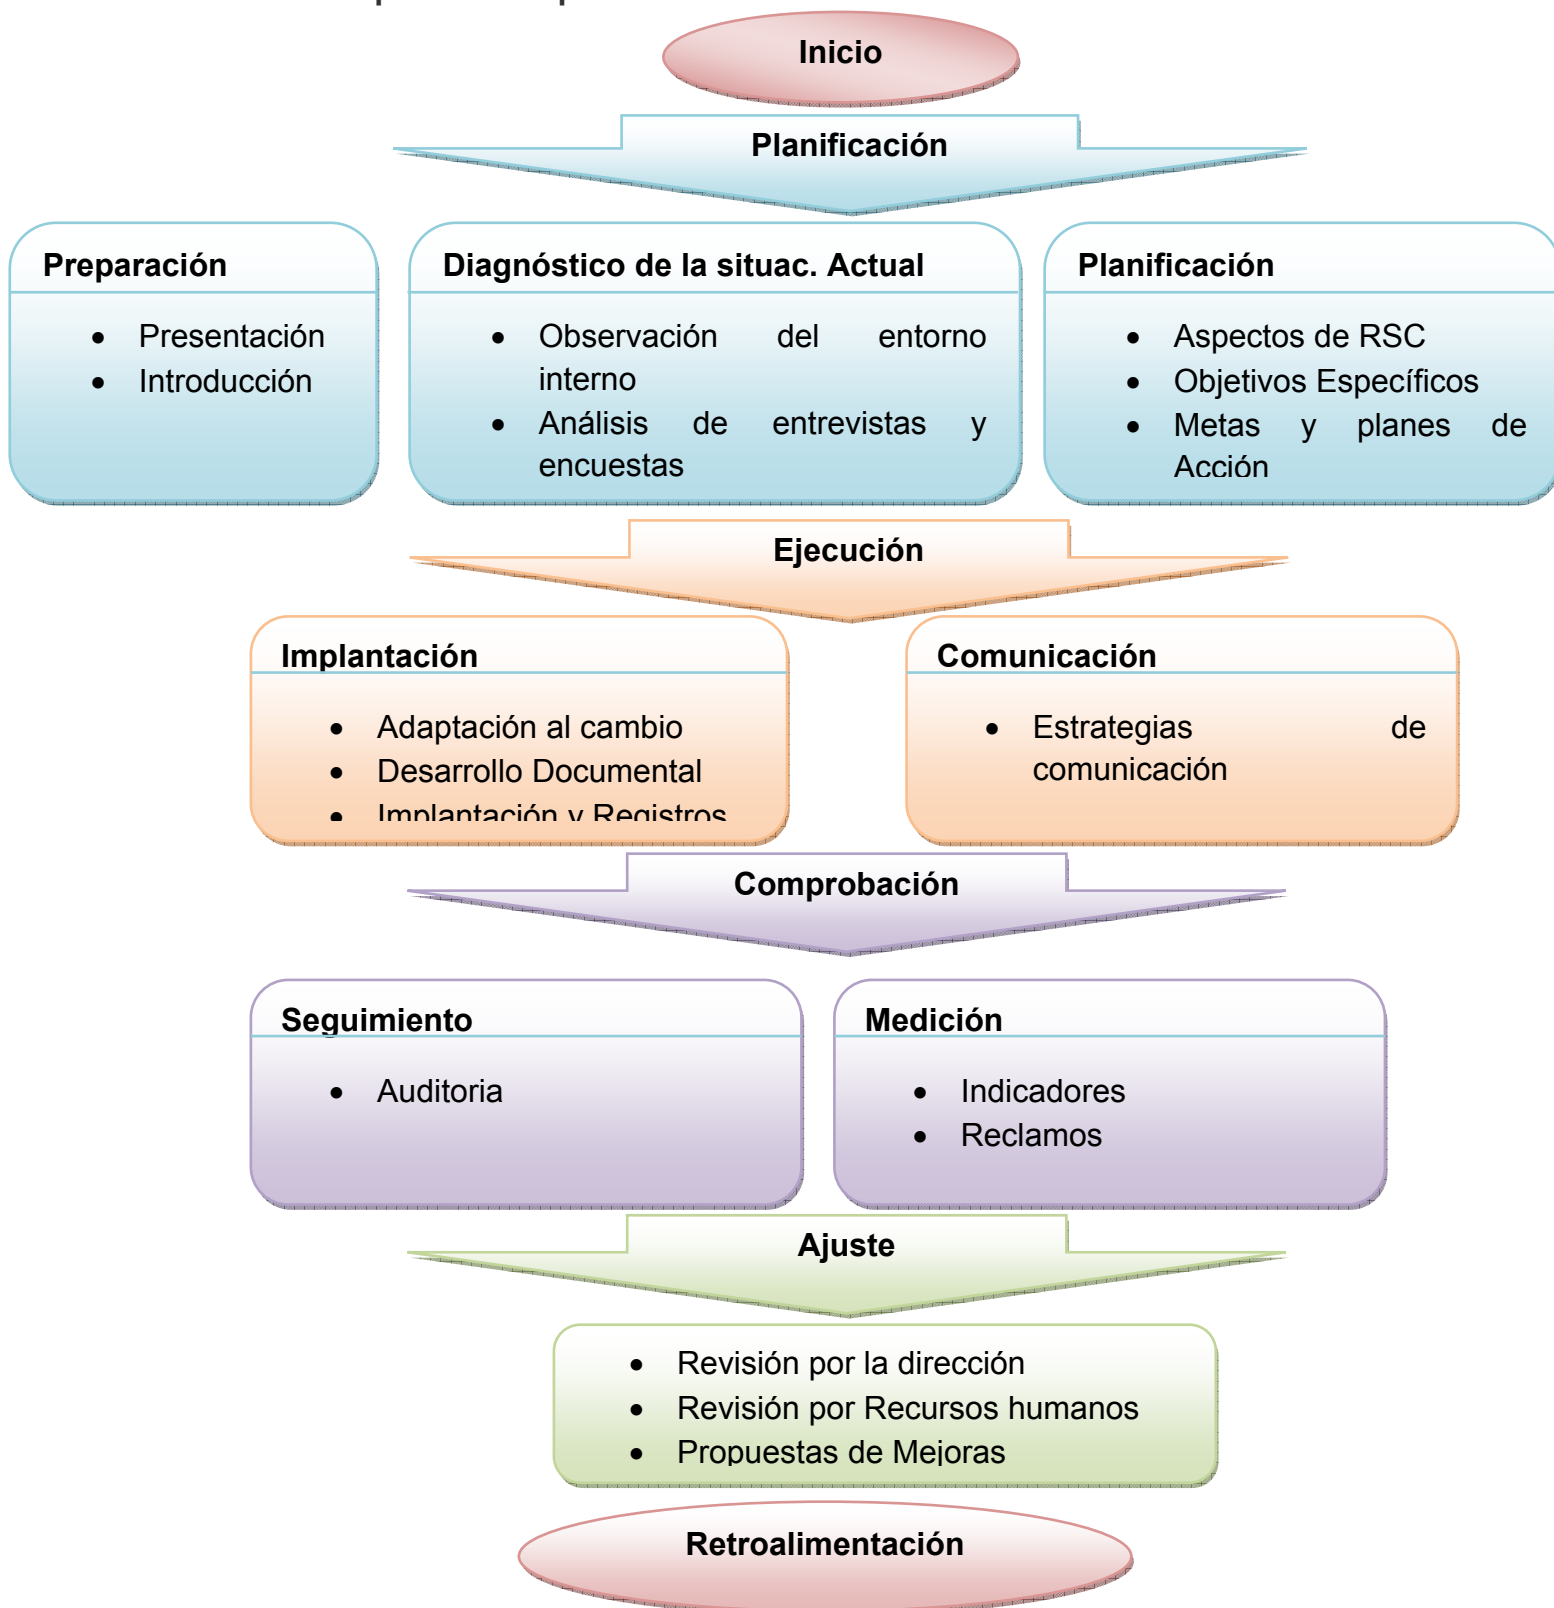 Inicio
Planificación
Preparación
• Presentación
• Introducción
Diagnóstico de la situac. Actual
• Observación del entorno
interno
• Análisis de entrevistas y
encuestas
Planificación
• Aspectos de RSC
• Objetivos Específicos
• Metas y planes de
Acción
Ejecución
Implantación
• Adaptación al cambio
• Desarrollo Documental
• Implantación y Registros
Comunicación
• Estrategias de
comunicación
Comprobación
Seguimiento
• Auditoria
Medición
• Indicadores
• Reclamos
Ajuste
• Revisión por la dirección
• Revisión por Recursos humanos
• Propuestas de Mejoras
Retroalimentación